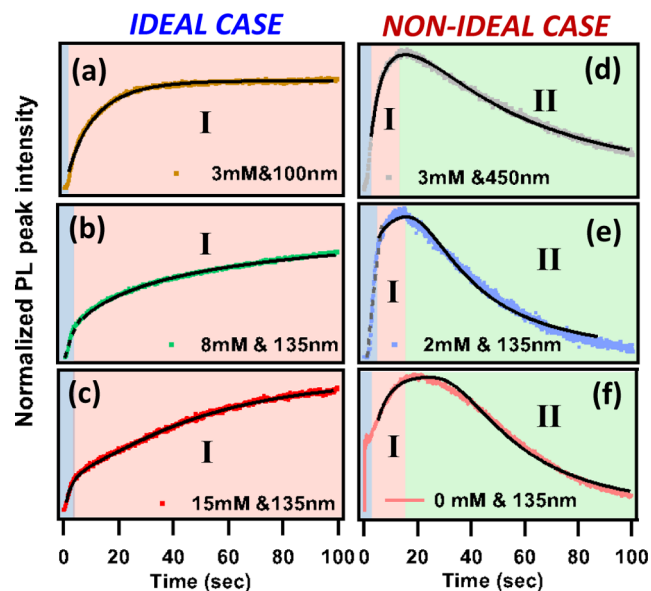 IDEAL CASE
NON-IDEAL CASE
Normalized PL peak intensity
(a)
I
3mM&100nm
(d)
II
I
3mM &450nm
(b)
I
8mM & 135nm
(e)
II
I
2mM & 135nm
(c)
I
15mM &135nm
(f)
II
I
0 mM & 135nm
0 20 40 60 80 100
0 20 40 60 80 100
Time (sec)
Time (sec)